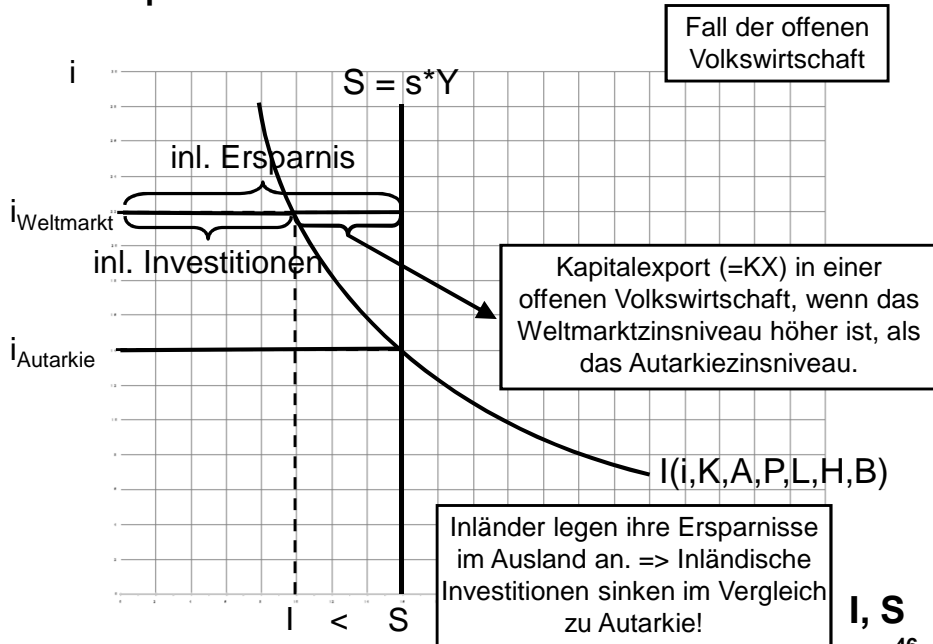 Fall der offenen
Volkswirtschaft
i
S = s*Y
inl. Ersparnis
iWeltmarkt
inl. Investitionen
Kapitalexport (=KX) in einer
offenen Volkswirtschaft, wenn das
Weltmarktzinsniveau höher ist, als
das Autarkiezinsniveau.
iAutarkie
I(i,K,A,P,L,H,B)
Inländer legen ihre Ersparnisse
im Ausland an. => Inländische
Investitionen sinken im Vergleich
zu Autarkie!
I < S
I, S